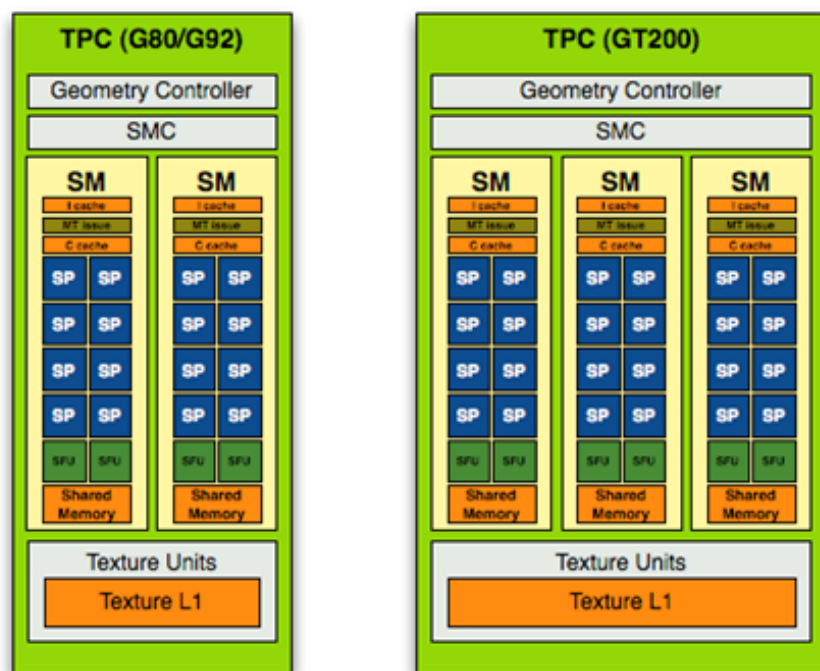 TPC (G80/G92)
Geometry Controller
SMC
SM SM
I cache I cache
MT issue MT issue
C cache C cache
SP SP SP SP
SP SP SP SP
SP SP SP SP
SP SP SP SP
SFU SFU SFU SFU
Shared Shared
Memory Memory
Texture Units
Texture L1
TPC (GT200)
Geometry Controller
SMC
SM SM SM
I cache I cache I cache
MT issue MT issue MT issue
C cache C cache C cache
SP SP SP SP SP SP
SP SP SP SP SP SP
SP SP SP SP SP SP
SP SP SP SP SP SP
SFU SFU SFU SFU SFU SFU
Shared Shared Shared
Memory Memory Memory
Texture Units
Texture L1